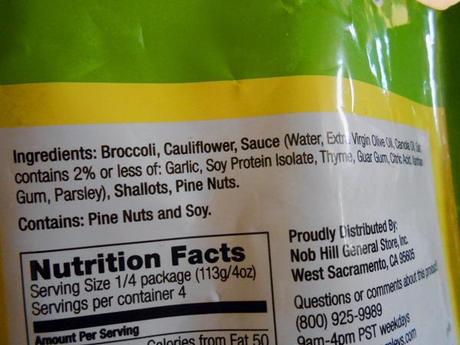 Ingredients: Broccoli, Cauliflower, Sauce (Water, Extra Virgin Olive Oil, Canola Oil, Salt,
contains 2% or less of: Garlic, Soy Protein Isolate, Thyme, Guar Gum, Citric Acid, Xanthan
Gum, Parsley), Shallots, Pine Nuts.
Contains: Pine Nuts and Soy.
Nutrition Facts
Serving Size 1/4 package (113g/4oz)
Servings per container 4
Amount Per Serving
Calories from Fat 50
Proudly Distributed By:
Nob Hill General Store, Inc.
West Sacramento, CA 95605
Questions or comments about this product?
(800) 925-9989
9am-4pm PST weekdays